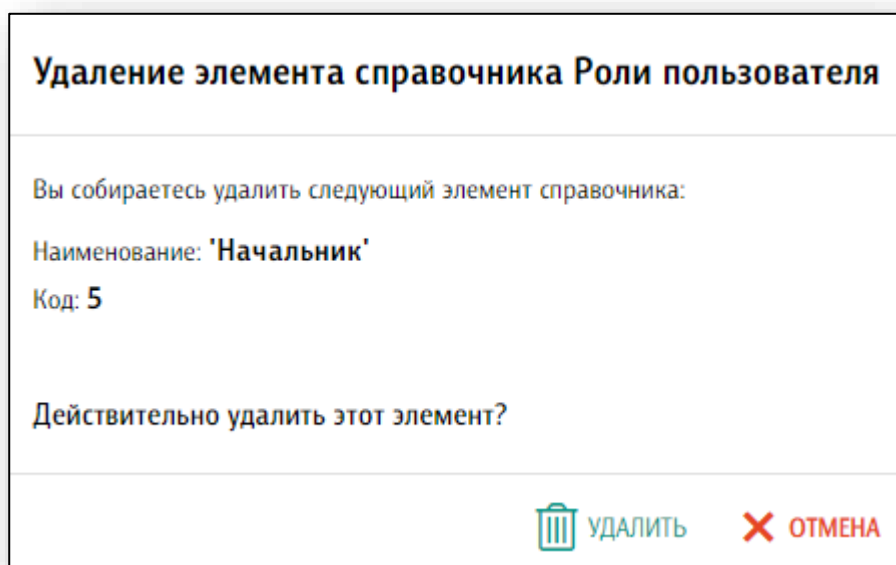 Удаление элемента справочника Роли пользователя
Вы собираетесь удалить следующий элемент справочника:
Наименование: 'Начальник'
Код: 5
Действительно удалить этот элемент?
УДАЛИТЬ ОТМЕНА